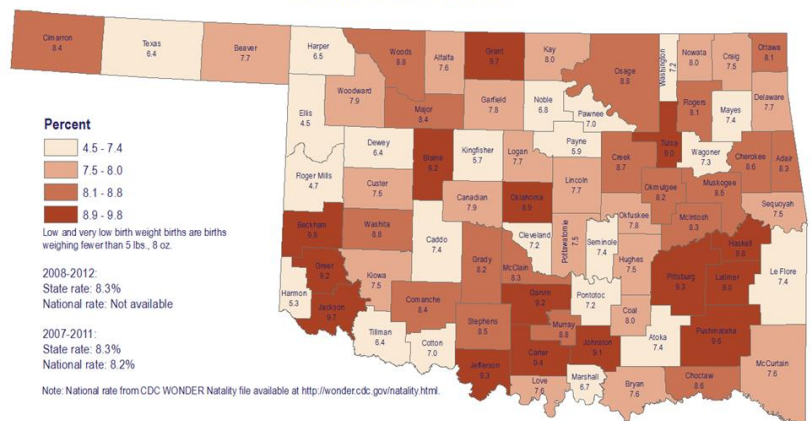 Cimarron
8.4
Texas
6.4
Beaver
7.7
Harper
6.5
Woods
8.8
Alfalfa
7.6
Grant
9.7
Kay
8.0
Osage
8.8
Washington
7.2
Nowata
8.0
Craig
7.5
Ottawa
8.1
Woodward
7.9
Major
8.4
Garfield
7.8
Noble
6.8
Pawnee
7.0
Rogers
8.1
Mayes
7.4
Delaware
7.7
Ellis
4.5
Dewey
6.4
Blaine
9.2
Kingfisher
5.7
Logan
7.7
Payne
5.9
Creek
8.7
Tulsa
9.0
Wagoner
7.3
Cherokee
8.6
Adair
8.3
Roger Mills
4.7
Custer
7.5
Canadian
7.9
Oklahoma
8.9
Lincoln
7.7
Okmulgee
8.2
Muskogee
8.5
Sequoyah
7.5
Beckham
Washita
8.8
Caddo
7.4
Grady
8.2
McClain
8.3
Cleveland
7.2
Pottawatomie
7.5
Seminole
7.4
Okfuskee
7.8
McIntosh
8.3
Haskell
Hughes
7.5
Pittsburg
9.3
Latimer
Le Flore
7.4
Greer
9.2
Harmon
5.3
Jackson
9.7
Kiowa
7.5
Comanche
8.4
Tillman
6.4
Cotton
7.0
Stephens
8.5
Jefferson
9.3
Garvin
9.2
Murray
8.8
Carter
9.4
Love
7.6
Pontotoc
7.2
Johnston
9.1
Marshall
6.7
Coal
8.0
Atoka
7.4
Bryan
7.6
Pushmataha
9.6
Choctaw
8.6
McCurtain
7.6
Percent
4.5 - 7.4
7.5 - 8.0
8.1 - 8.8
8.9 - 9.8
Low and very low birth weight births are births
weighing fewer than 5 lbs., 8 oz.
2008-2012:
State rate: 8.3%
National rate: Not available
2007-2011:
State rate: 8.3%
National rate: 8.2%
Note: National rate from CDC WONDER Natality file available at http://wonder.cdc.gov/natality.html.